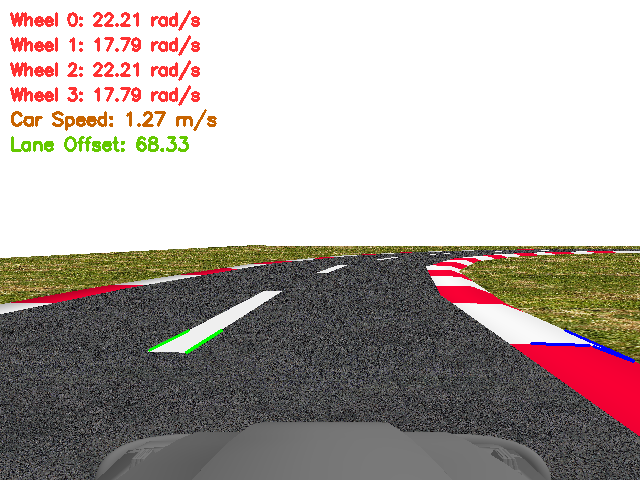 Wheel 0: 22.21 rad/s
Wheel 1: 17.79 rad/s
Wheel 2: 22.21 rad/s
Wheel 3: 17.79 rad/s
Car Speed: 1.27 m/s
Lane Offset: 68.33